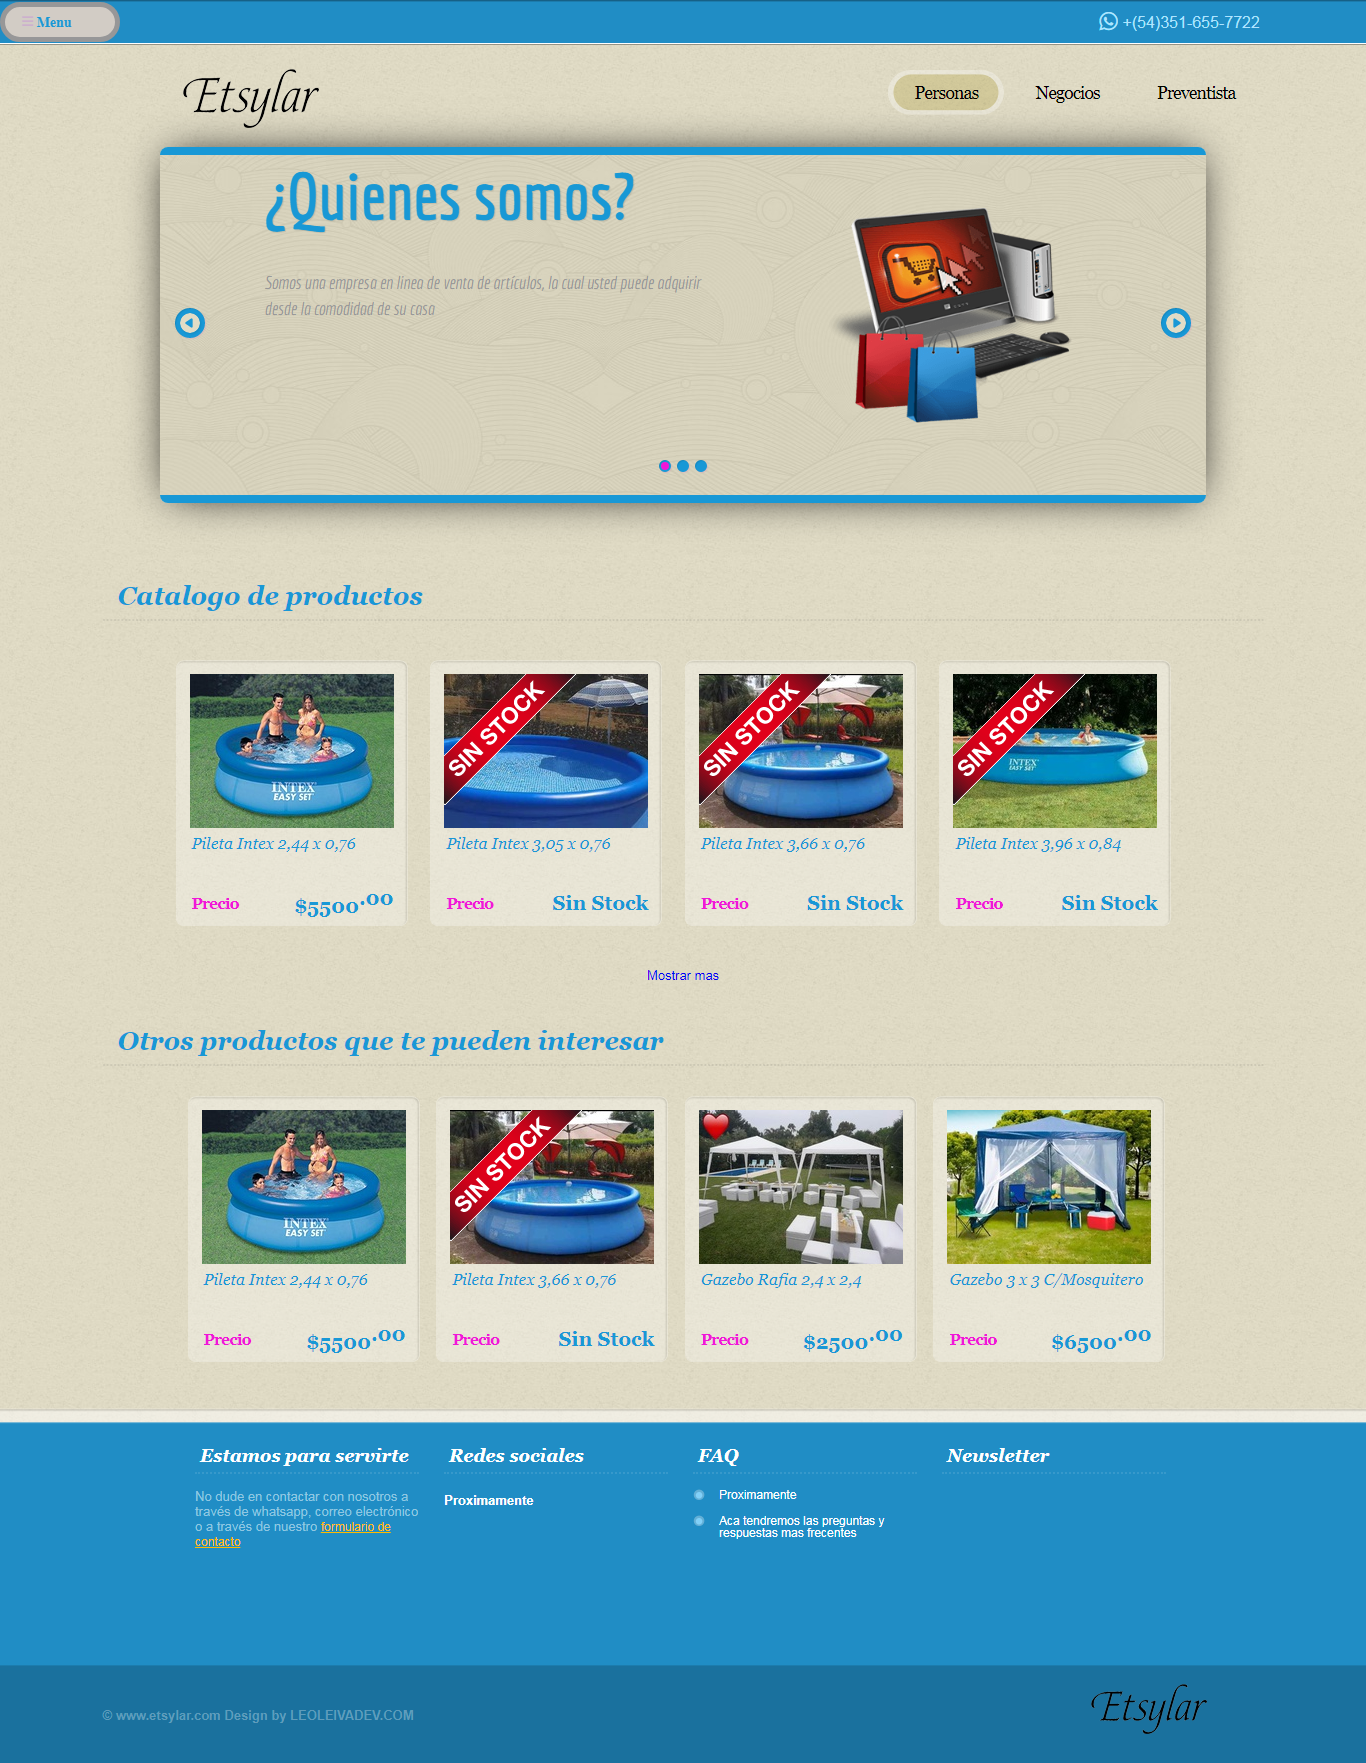 Menu
+(54)351-655-7722
Etsylar
Personas
Negocios
Preventista
¿Quienes somos?
Somos una empresa en linea de venta de artículos, la cual usted puede adquirir
desde la comodidad de su casa
Catalogo de productos
SIN STOCK
SIN STOCK
SIN STOCK
INTEX
EASY SET
INTEX
EASY SET
Pileta Intex 2,44 x 0,76
Pileta Intex 3,05 x 0,76
Pileta Intex 3,66 x 0,76
Pileta Intex 3,96 x 0,84
Precio $5500.00
Precio Sin Stock
Precio Sin Stock
Precio Sin Stock
Mostrar mas
Otros productos que te pueden interesar
SIN STOCK
INTEX
EASY SET
Pileta Intex 2,44 x 0,76
Pileta Intex 3,66 x 0,76
Gazebo Rafia 2,4 x 2,4
Gazebo 3 x 3 C/Mosquitero
Precio $5500.00
Precio Sin Stock
Precio $2500.00
Precio $6500.00
Estamos para servirte
No dude en contactar con nosotros a
través de whatsapp, correo electrónico
o a través de nuestro formulario de
contacto
Redes sociales
Proximamente
FAQ
Proximamente
Aca tendremos las preguntas y
respuestas mas frecentes
Newsletter
© www.etsylar.com Design by LEOLEIVADEV.COM
Etsylar